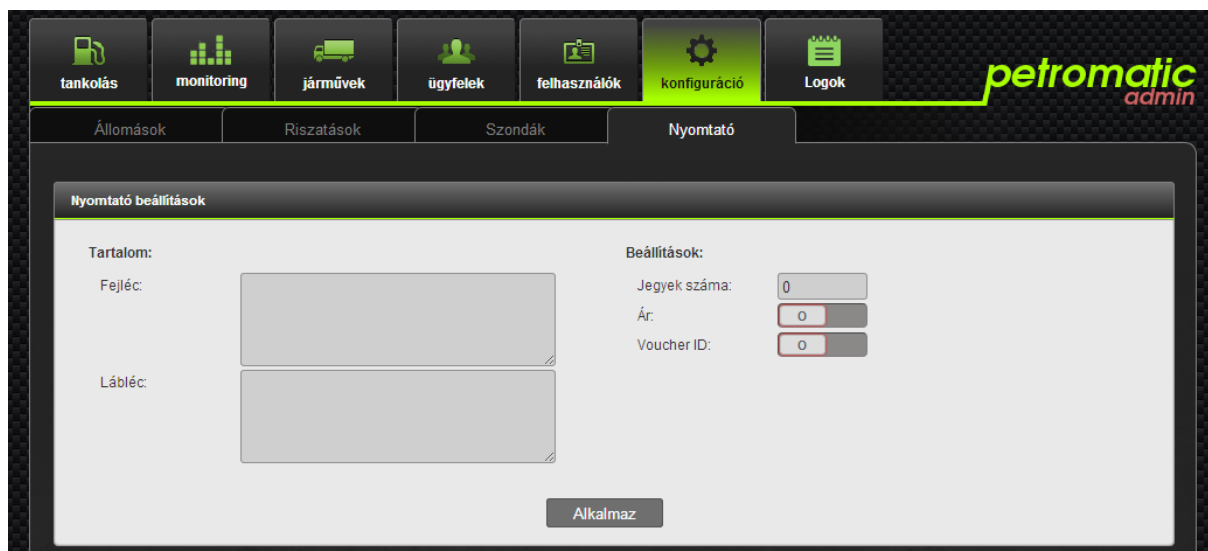 tankolás monitoring járművek ügyfelek felhasználók konfiguráció Logok
petromatic
admin
Állomások Riszatások Szondák Nyomtató
Nyomtató beállítások
Tartalom: Beállítások:
Fejléc: Jegyek száma: 0
Ár: O
Voucher ID: O
Lábléc:
Alkalmaz